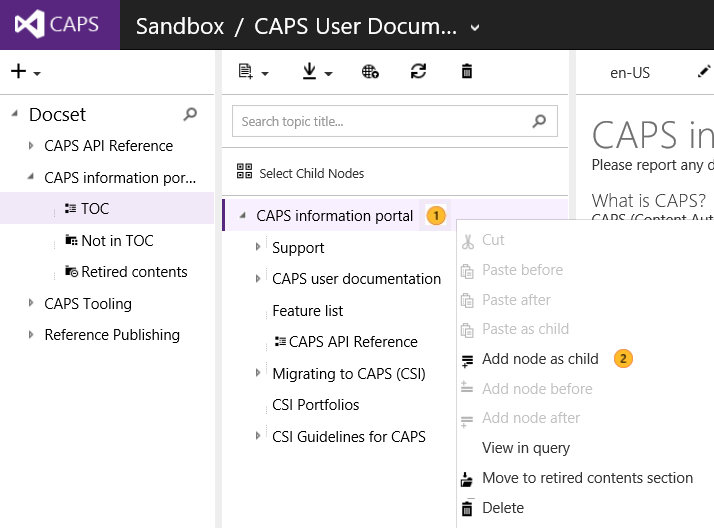 CAPS
Sandbox / CAPS User Docum...
en-US
Docset
CAPS API Reference
CAPS information por...
TOC
Not in TOC
Retired contents
CAPS Tooling
Reference Publishing
Search topic title...
Select Child Nodes
CAPS information portal 1
Support
CAPS user documentation
Feature list
CAPS API Reference
Migrating to CAPS (CSI)
CSI Portfolios
CSI Guidelines for CAPS
Cut
Paste before
Paste after
Paste as child
Add node as child 2
Add node before
Add node after
View in query
Move to retired contents section
Delete
CAPS in
Please report any d
What is CAPS?
CAPS (Content Aut